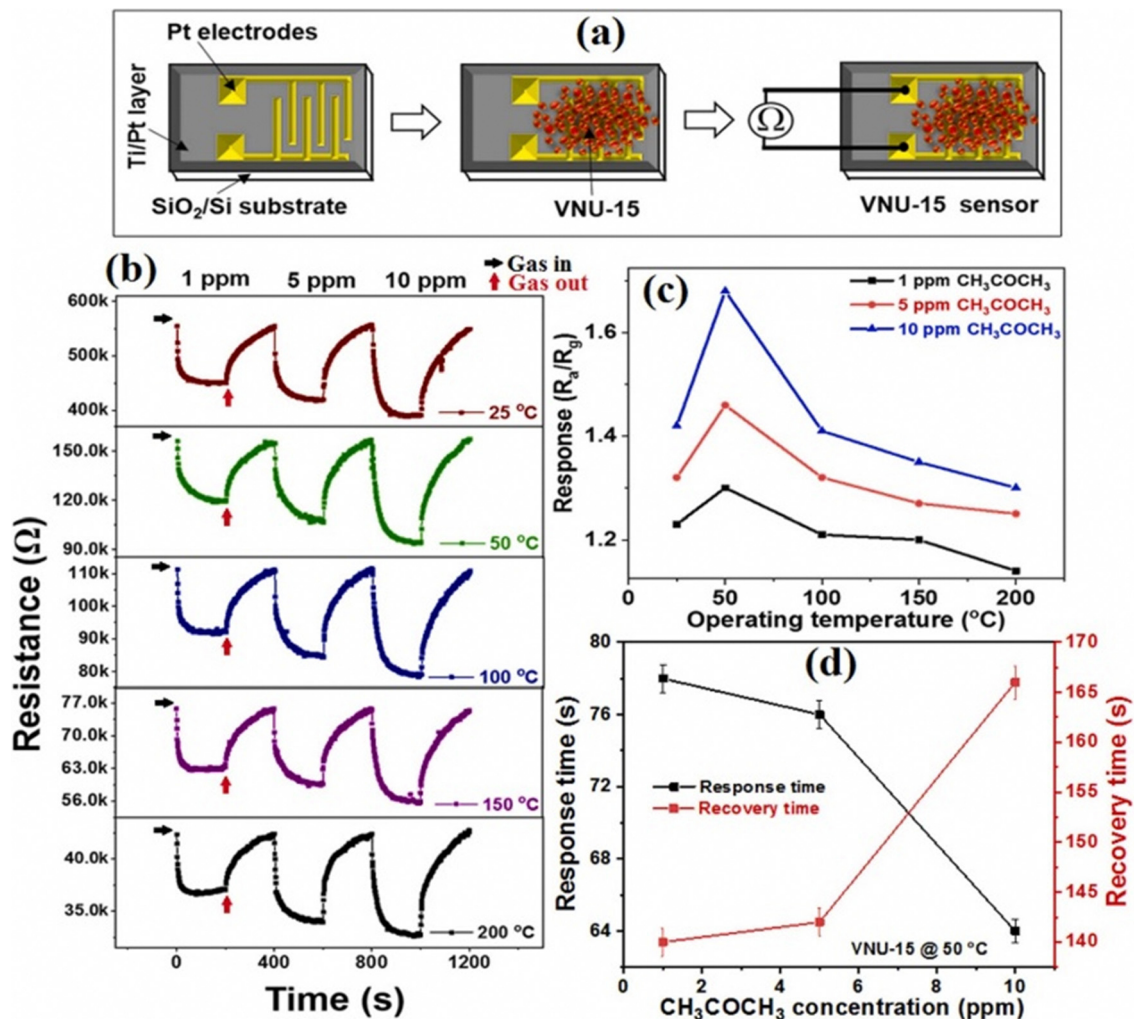 (a)
Pt electrodes
Ti/Pt layer
SiO₂/Si substrate
VNU-15
Ω
VNU-15 sensor
(b)
1 ppm 5 ppm 10 ppm
Gas in
Gas out
Resistance (Ω)
600k
500k
400k
25 °C
150.0k
120.0k
90.0k
50 °C
110k
100k
90k
80k
100 °C
77.0k
70.0k
63.0k
56.0k
150 °C
42.0k
35.0k
200 °C
0 400 800 1200
Time (s)
(c)
1 ppm CH₃COCH₃
5 ppm CH₃COCH₃
10 ppm CH₃COCH₃
Response (Rₐ/R₉)
1.6
1.4
1.2
0 50 100 150 200
Operating temperature (°C)
(d)
Response time (s)
80
76
72
68
64
Response time
Recovery time
VNU-15 @ 50 °C
0 2 4 6 8 10
CH₃COCH₃ concentration (ppm)
Recovery time (s)
170
165
160
155
150
145
140